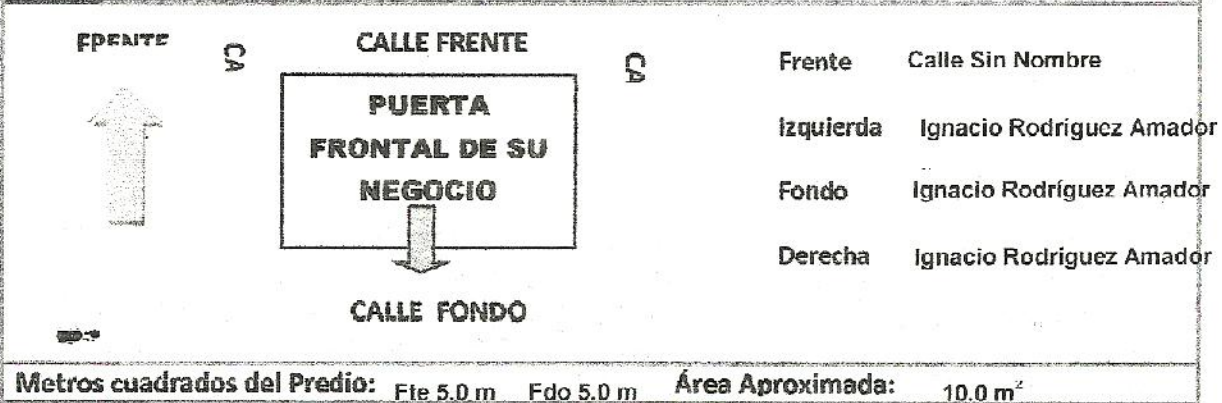 FRENTE
CA
CALLE FRENTE
CA
PUERTA
FRONTAL DE SU
NEGOCIO
CALLE FONDO
Frente Calle Sin Nombre
Izquierda Ignacio Rodríguez Amador
Fondo Ignacio Rodríguez Amador
Derecha Ignacio Rodriguez Amador
Metros cuadrados del Predio: Fte 5.0 m Fdo 5.0 m Área Aproximada: 10.0 m²